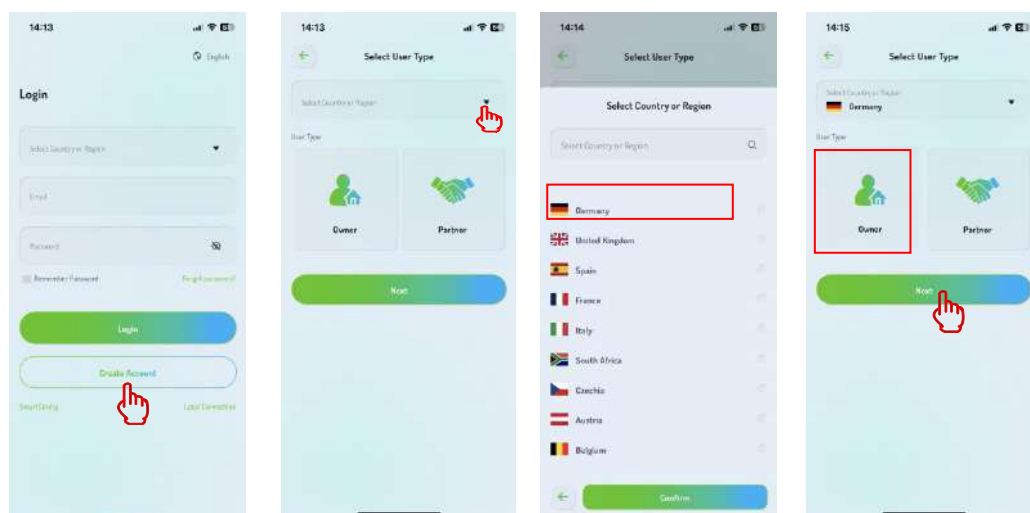 14:13
English
Login
Select Country or Region
Email
Password
Remember Password
Forgot password?
Login
Create Account
SmartConfig
Local Connection
14:13
Select User Type
Select Country or Region
User Type
Owner
Partner
Next
14:14
Select User Type
Select Country or Region
Select Country or Region
Germany
United Kingdom
Spain
France
Italy
South Africa
Czechia
Austria
Belgium
Confirm
14:15
Select User Type
Select Country or Region
Germany
User Type
Owner
Partner
Next